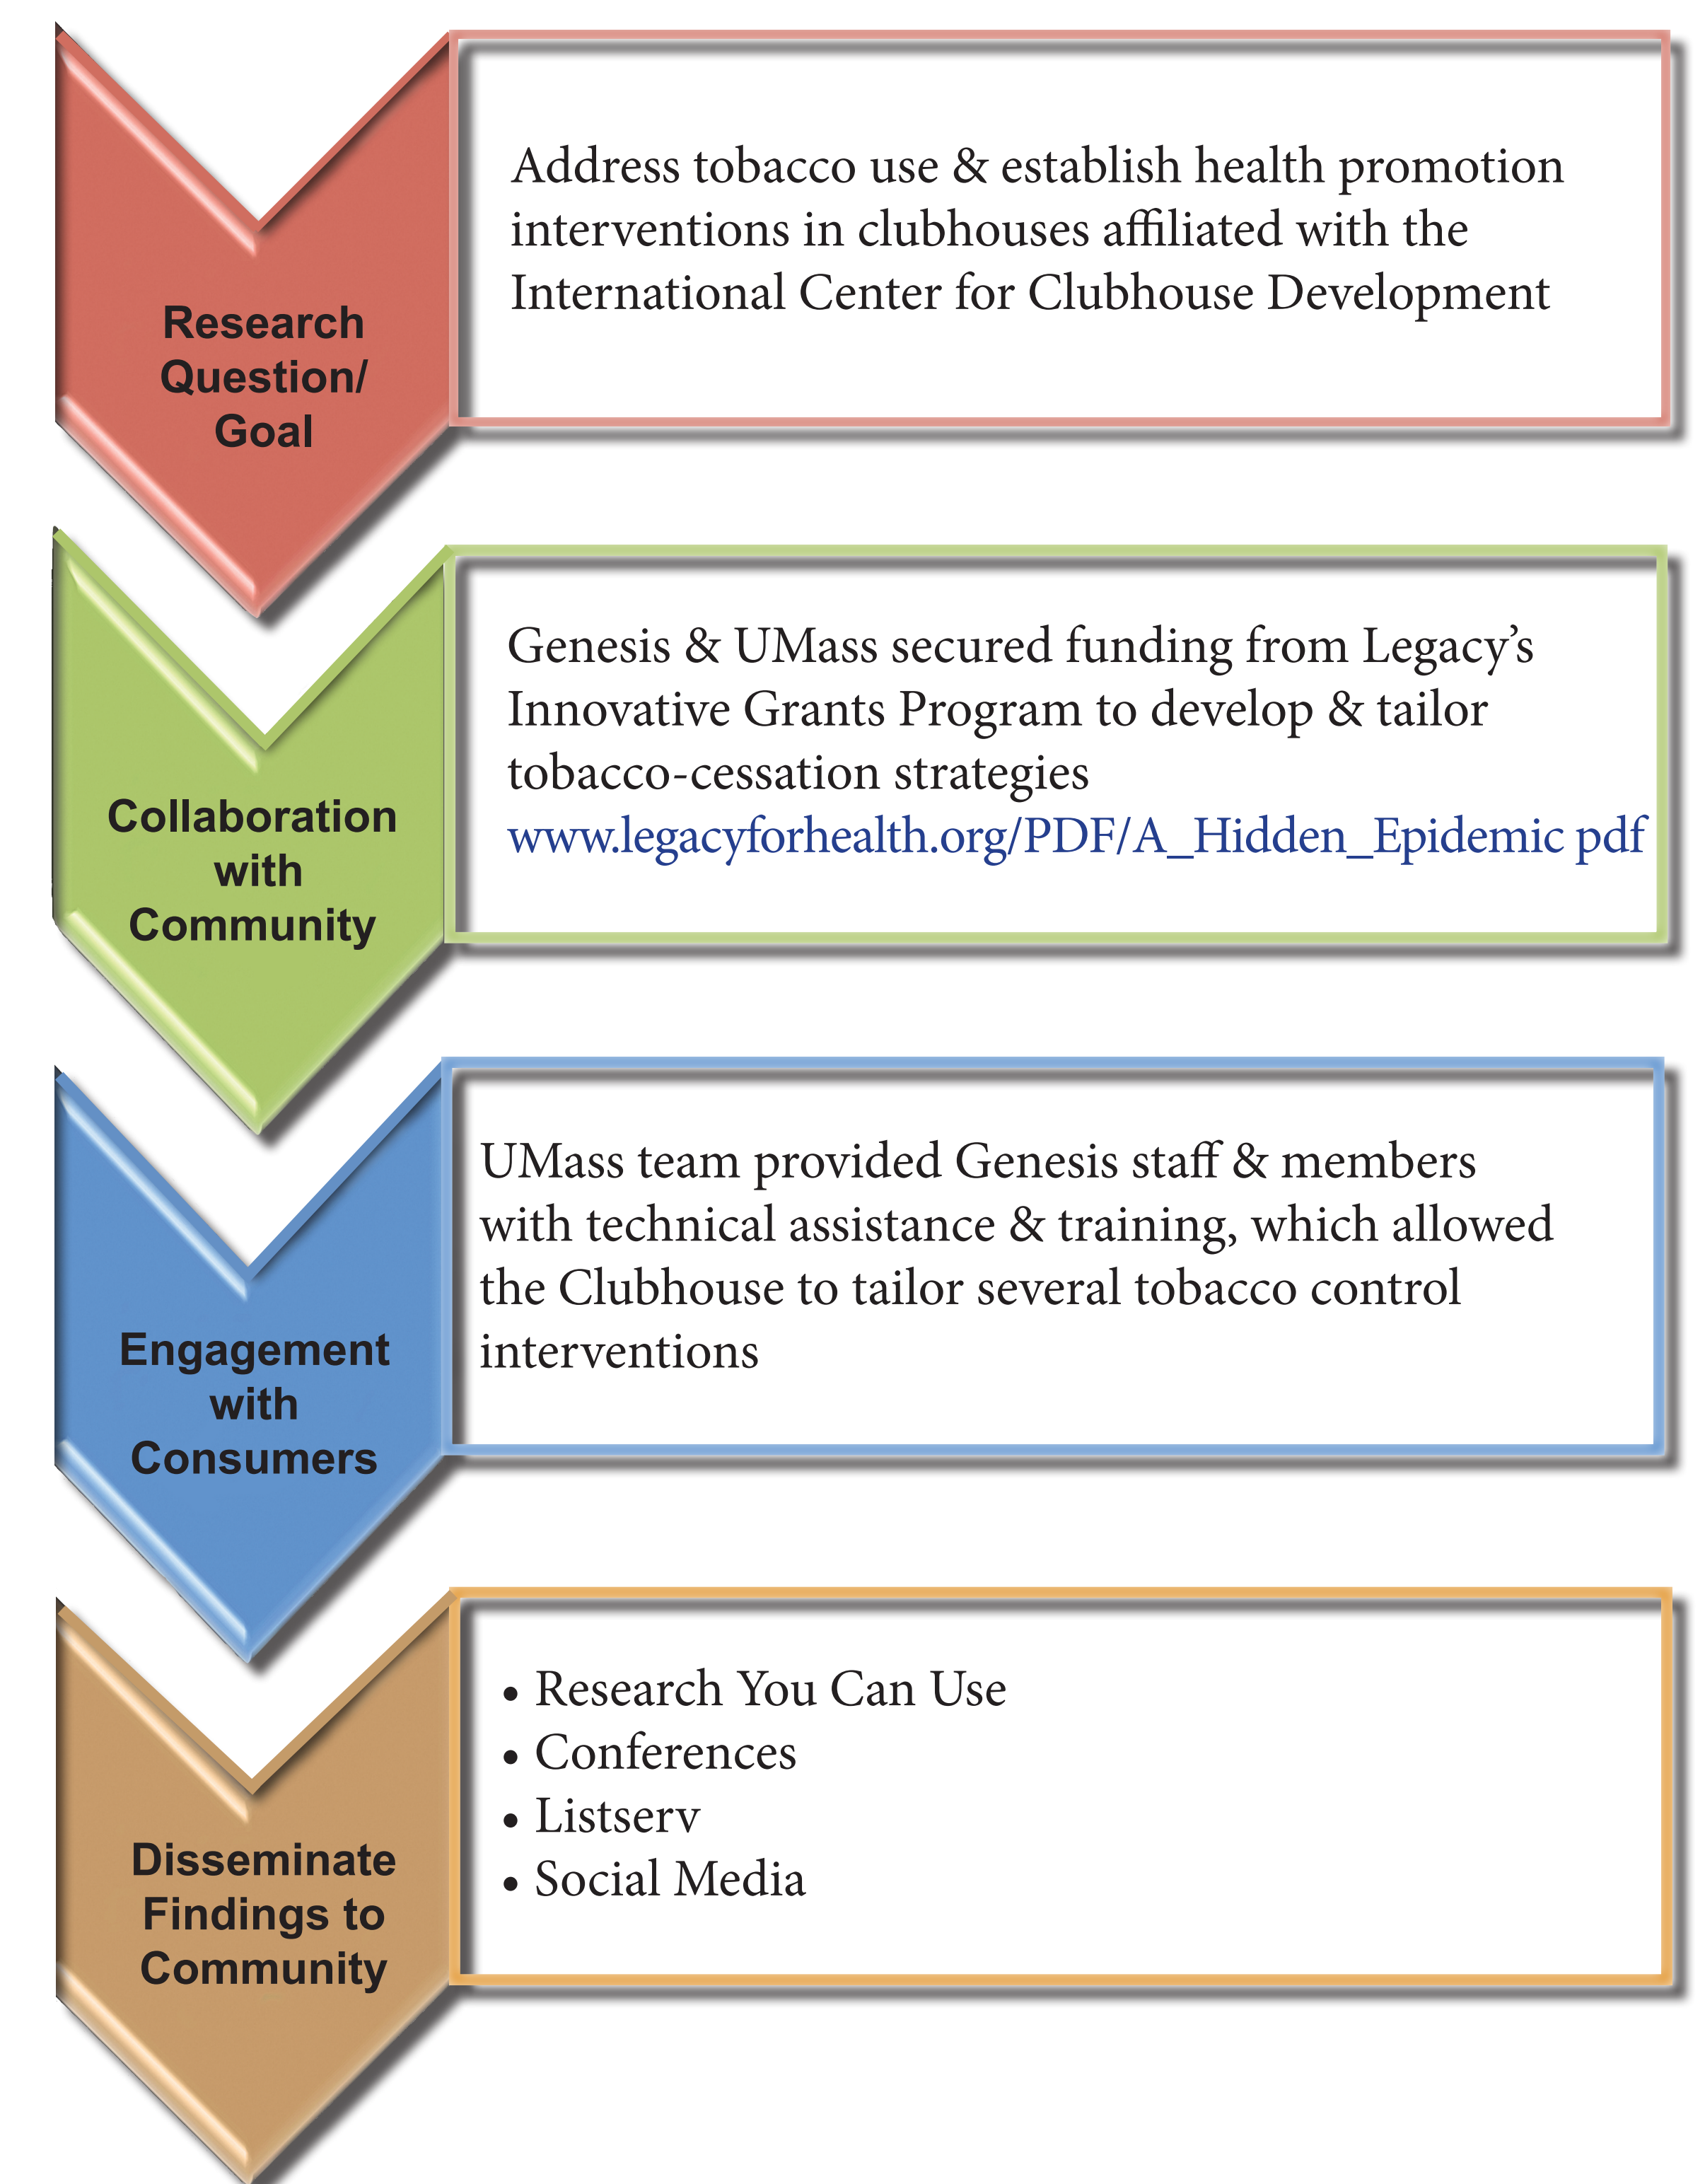 Research
Question/
Goal
Address tobacco use & establish health promotion
interventions in clubhouses affiliated with the
International Center for Clubhouse Development
Collaboration
with
Community
Genesis & UMass secured funding from Legacy’s
Innovative Grants Program to develop & tailor
tobacco-cessation strategies
www.legacyforhealth.org/PDF/A_Hidden_Epidemic pdf
Engagement
with
Consumers
UMass team provided Genesis staff & members
with technical assistance & training, which allowed
the Clubhouse to tailor several tobacco control
interventions
Disseminate
Findings to
Community
• Research You Can Use
• Conferences
• Listserv
• Social Media